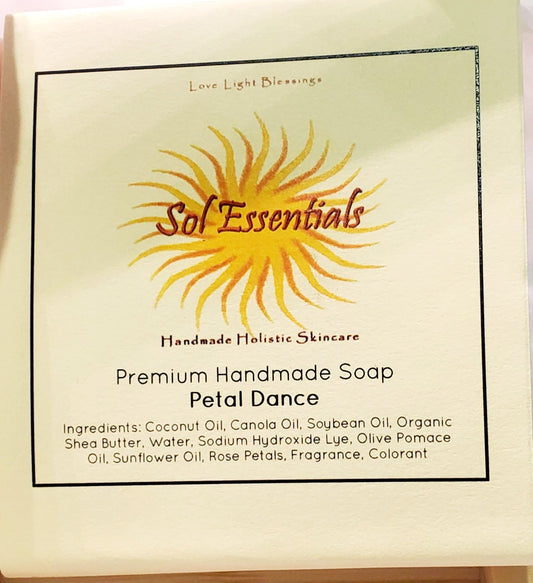 Love Light Blessings
Sol Essentials
Handmade Holistic Skincare
Premium Handmade Soap
Petal Dance
Ingredients: Coconut Oil, Canola Oil, Soybean Oil, Organic
Shea Butter, Water, Sodium Hydroxide Lye, Olive Pomace
Oil, Sunflower Oil, Rose Petals, Fragrance, Colorant